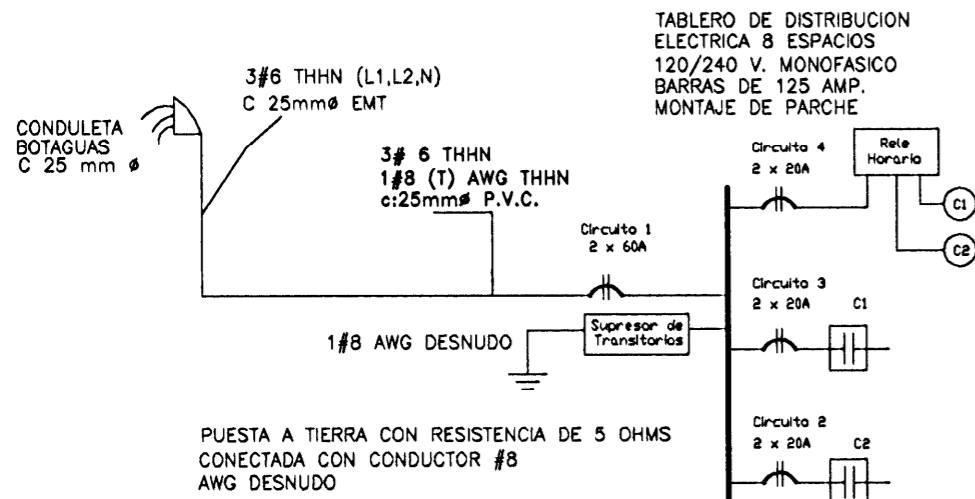 TABLERO DE DISTRIBUCION
ELECTRICA 8 ESPACIOS
120/240 V. MONOFASICO
BARRAS DE 125 AMP.
MONTAJE DE PARCHE
3#6 THHN (L1,L2,N)
C 25mmø EMT
CONDULETA
BOTAGUAS
C 25 mm ø
3# 6 THHN
1#8 (T) AWG THHN
c:25mmø P.V.C.
Circuito 4
2 x 20A
Rele
Horario
C1
C2
Circuito 1
2 x 60A
Circuito 3
2 x 20A
C1
Supresor de
Transitorios
1#8 AWG DESNUDO
Circuito 2
2 x 20A
C2
PUESTA A TIERRA CON RESISTENCIA DE 5 OHMS
CONECTADA CON CONDUCTOR #8
AWG DESNUDO